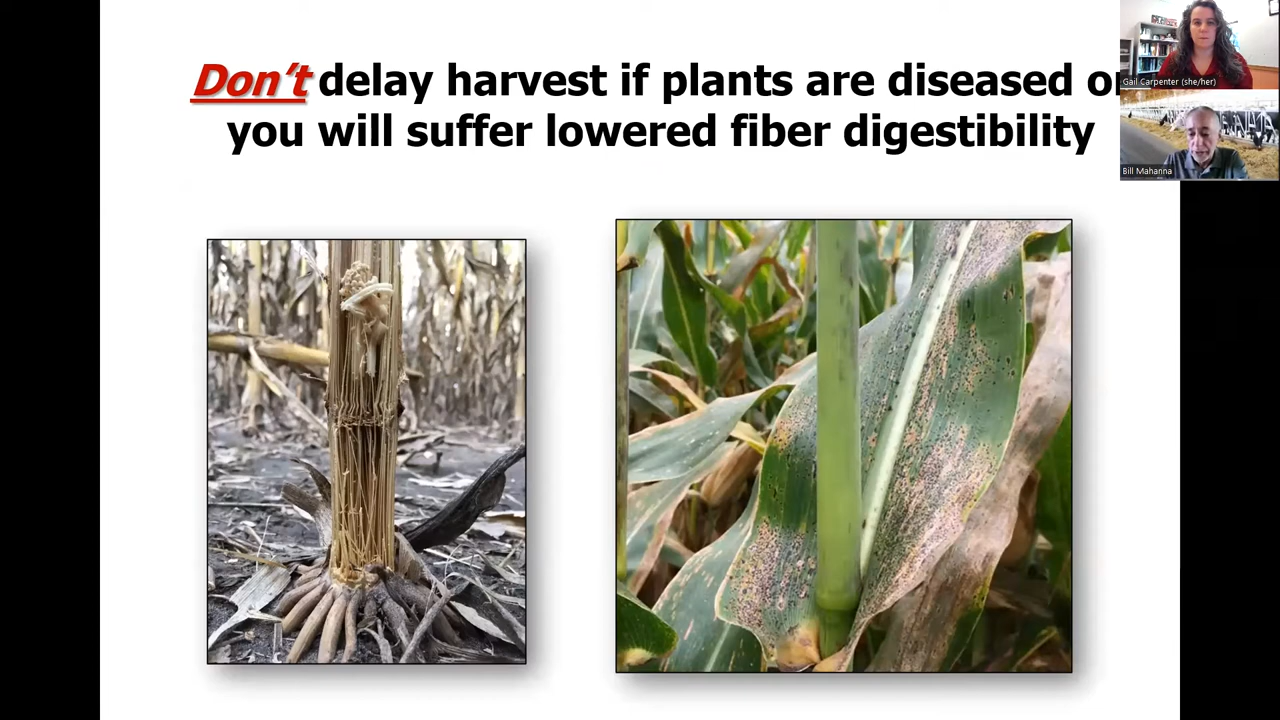 Don't delay harvest if plants are diseased or
you will suffer lowered fiber digestibility
Gail Carpenter (she/her)
Bill Mahanna